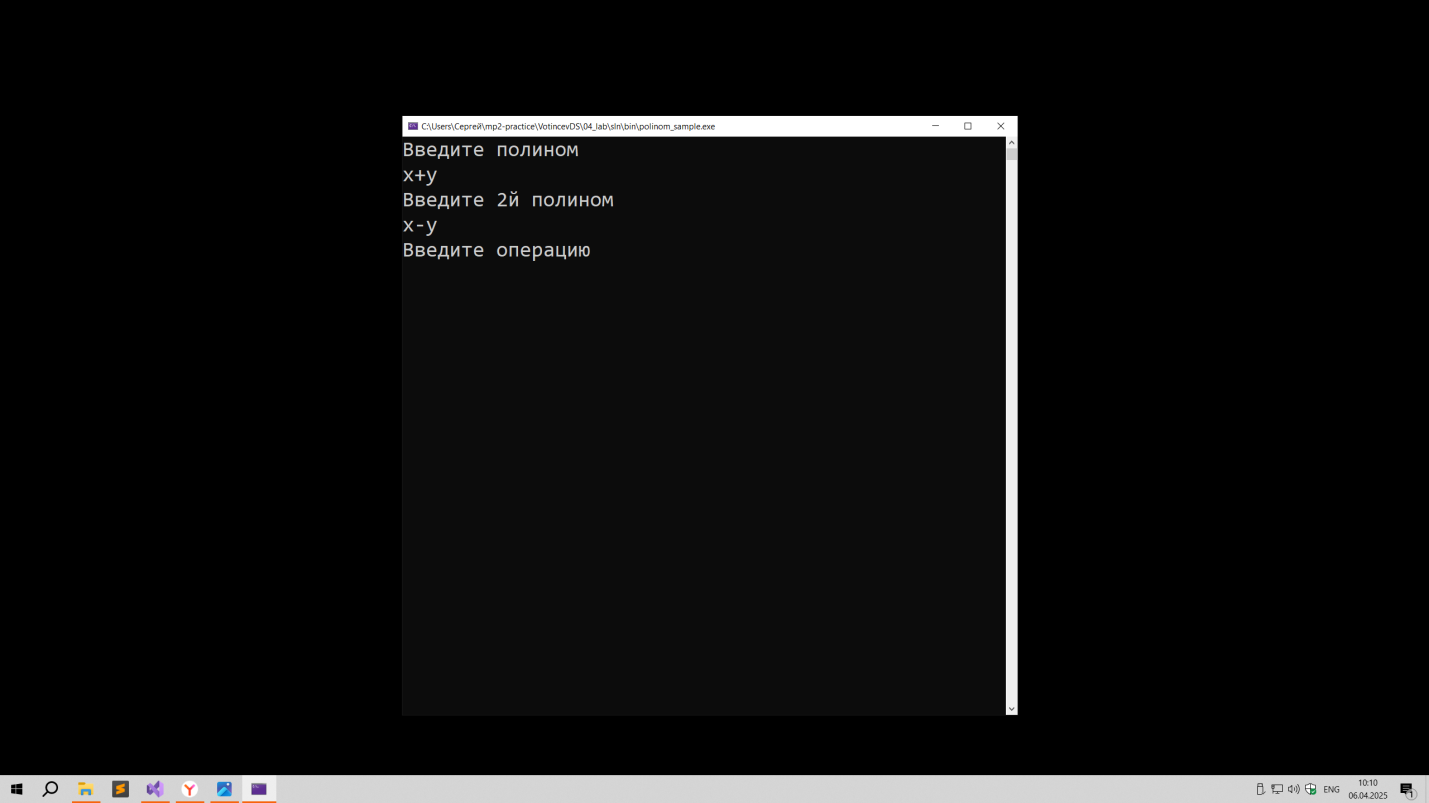 C:\Users\Сергей\mp2-practice\VotincevDS\04_lab\sln\bin\polinom_sample.exe
Введите полином
x+y
Введите 2й полином
x-y
Введите операцию
ENG
10:10
06.04.2025
1